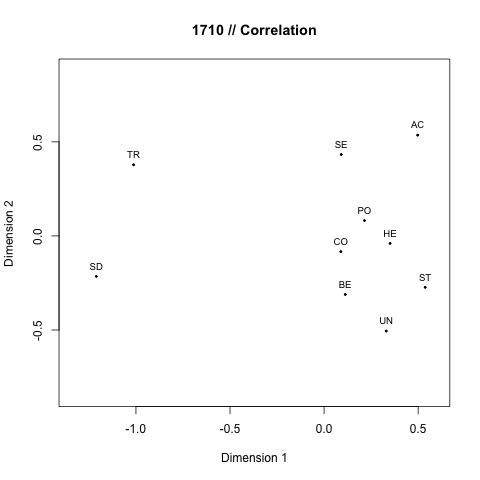 1710 // Correlation
AC
SE
TR
PO
HE
CO
SD
ST
BE
UN
0.5
0.0
-0.5
Dimension 2
-1.0 -0.5 0.0 0.5
Dimension 1